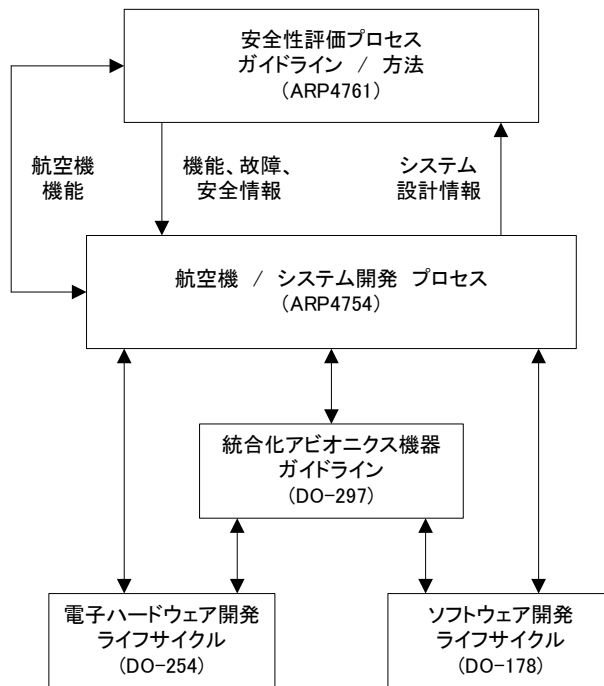 安全性評価プロセス
ガイドライン / 方法
(ARP4761)
航空機
機能
機能、故障、
安全情報
システム
設計情報
航空機 / システム開発 プロセス
(ARP4754)
統合化アビオニクス機器
ガイドライン
(DO-297)
電子ハードウェア開発
ライフサイクル
(DO-254)
ソフトウェア開発
ライフサイクル
(DO-178)